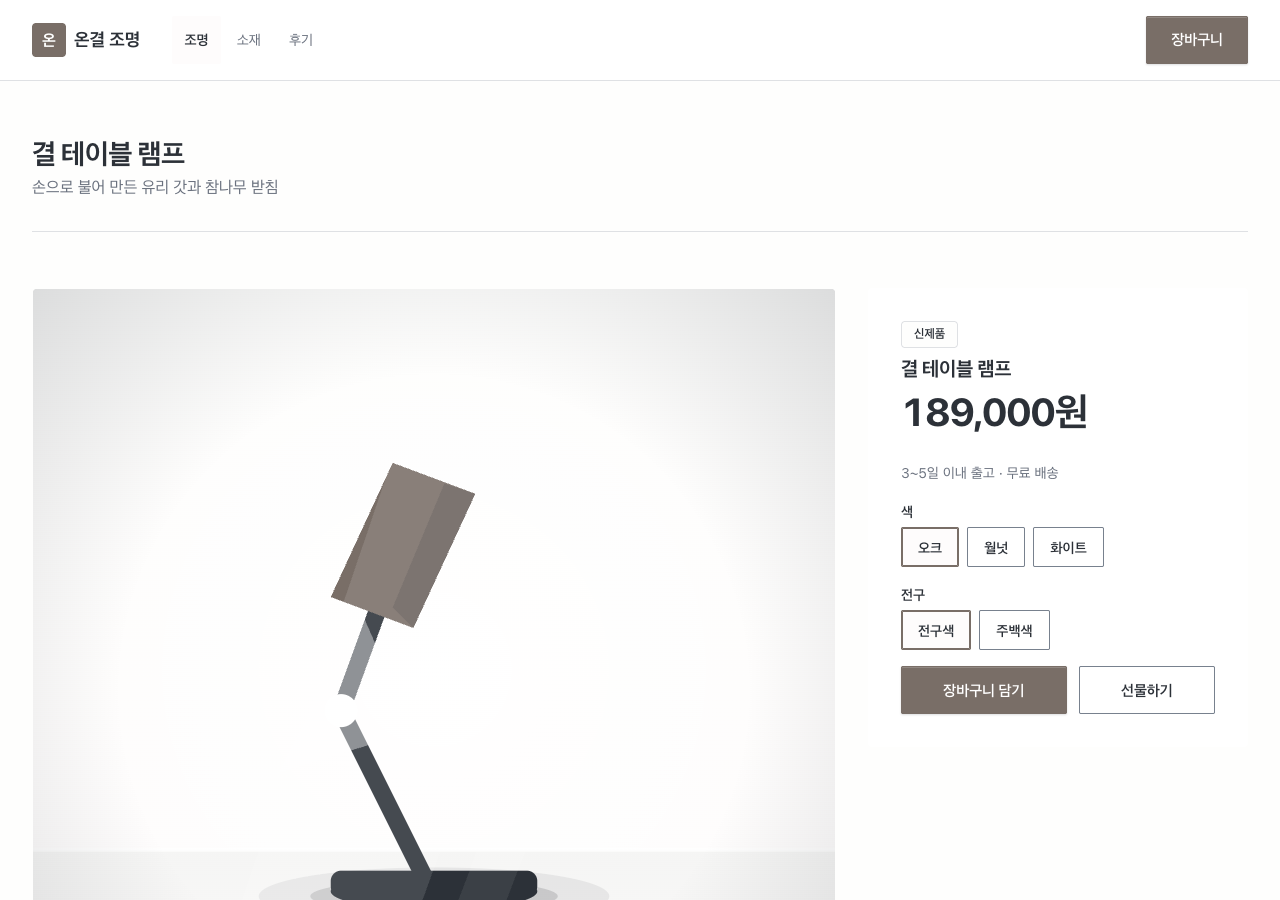 온 온결 조명 조명 소재 후기 장바구니
결 테이블 램프
손으로 불어 만든 유리 갓과 참나무 받침
신제품
결 테이블 램프
189,000원
3~5일 이내 출고 · 무료 배송
색
오크 월넛 화이트
전구
전구색 주백색
장바구니 담기 선물하기